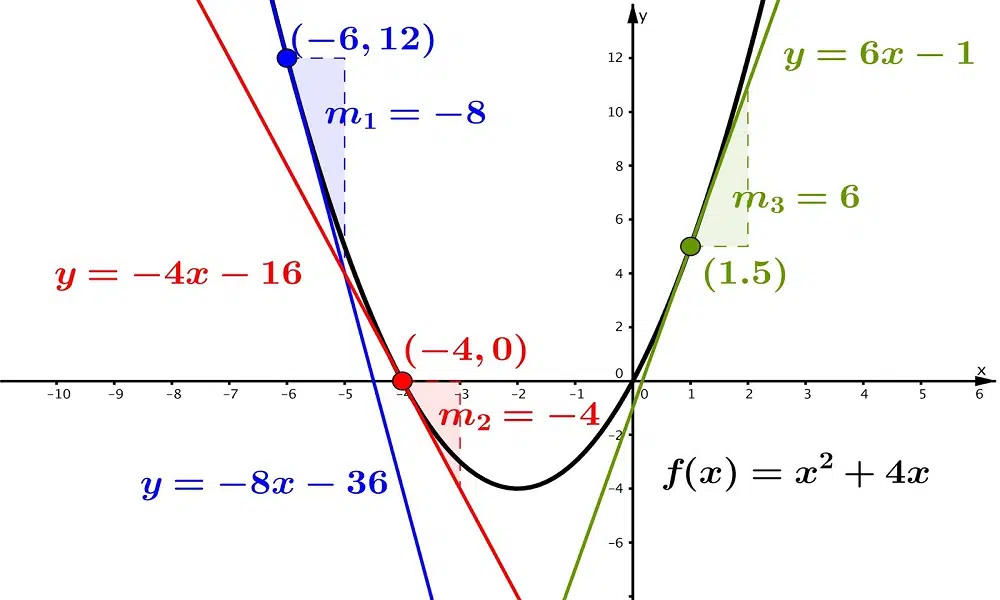 y
(−6, 12)
y = 6x − 1
m₁ = −8
m₃ = 6
y = −4x − 16
(1.5)
(−4, 0)
x
12
10
8
6
4
2
0
−2
−4
−6
−10 −9 −8 −7 −6 −5 −4 −3 −2 −1 0 1 2 3 4 5 6
m₂ = −4
y = −8x − 36
f(x) = x² + 4x